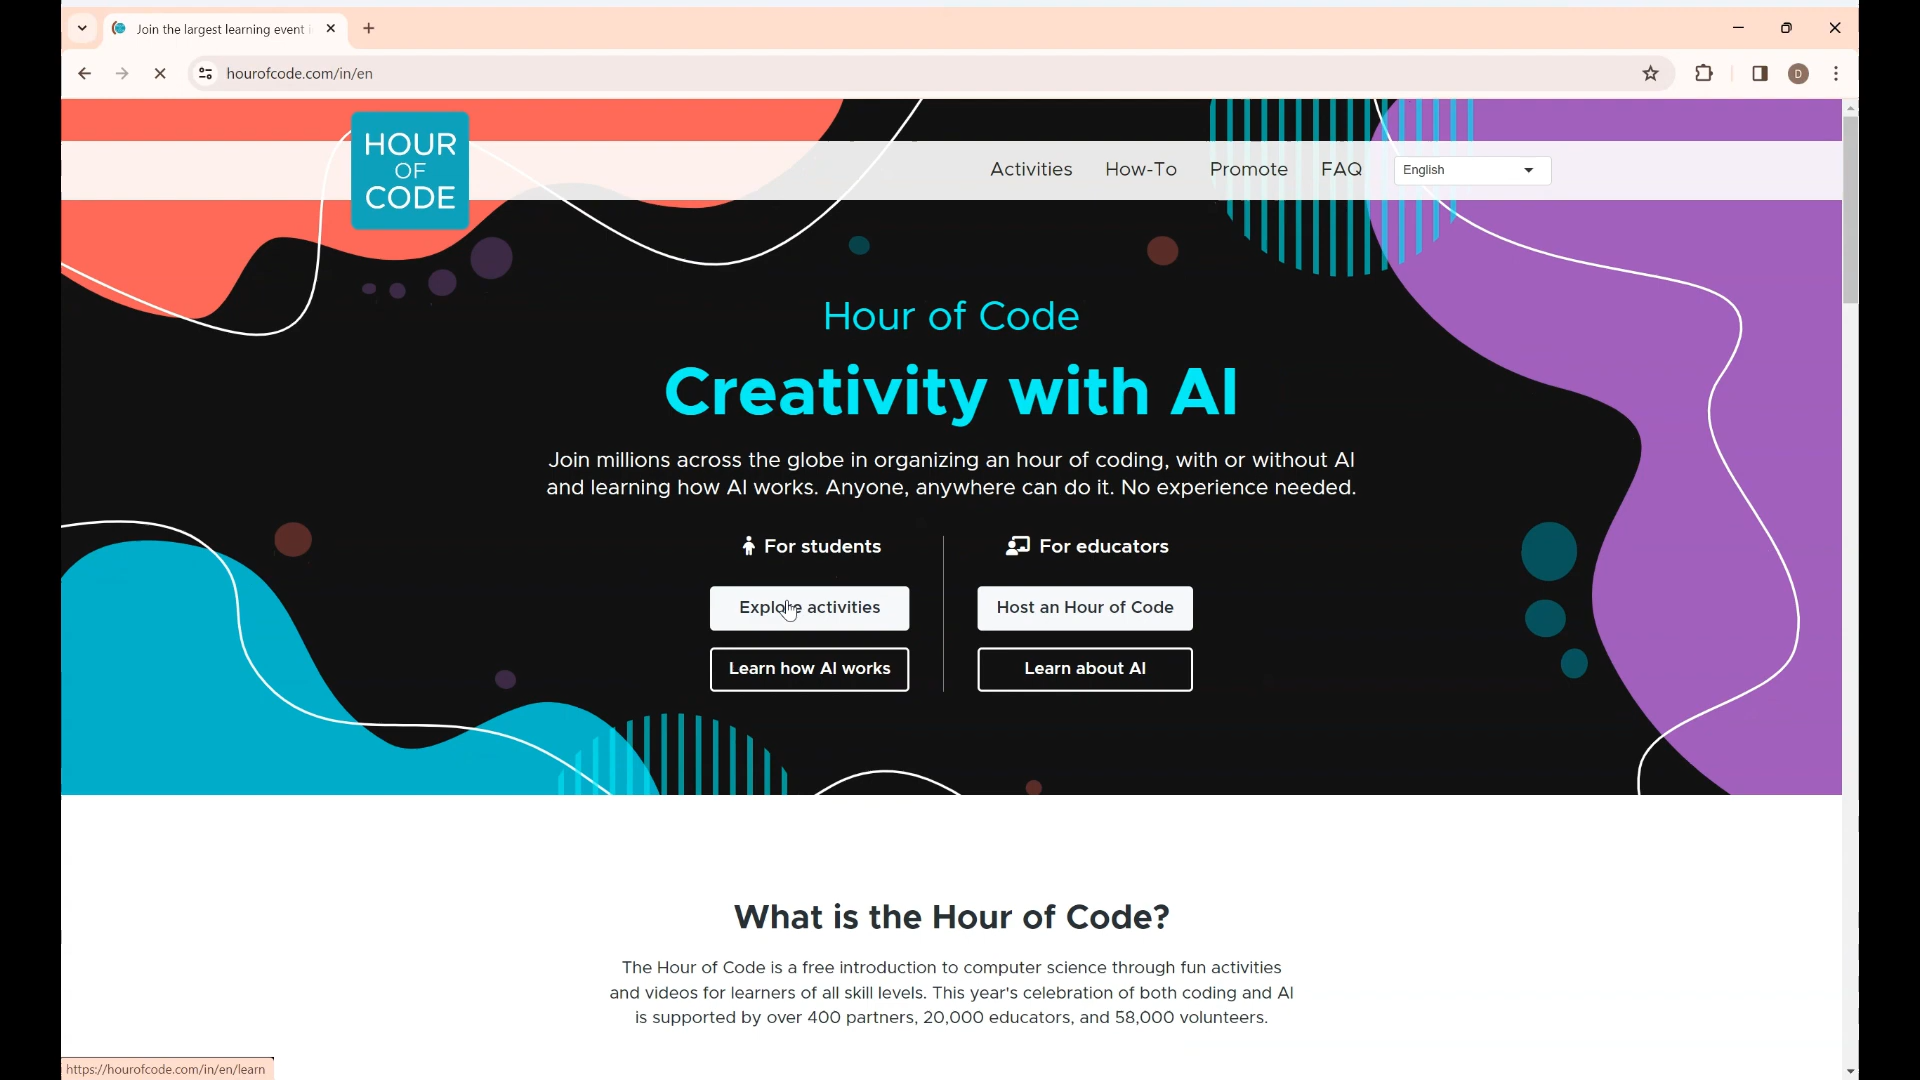 Join the largest learning event i
hourofcode.com/in/en
D
HOUR
OF
CODE
Activities How-To Promote FAQ English
Hour of Code
Creativity with AI
Join millions across the globe in organizing an hour of coding, with or without AI
and learning how AI works. Anyone, anywhere can do it. No experience needed.
For students
For educators
Explore activities
Host an Hour of Code
Learn how AI works
Learn about AI
What is the Hour of Code?
The Hour of Code is a free introduction to computer science through fun activities
and videos for learners of all skill levels. This year's celebration of both coding and AI
is supported by over 400 partners, 20,000 educators, and 58,000 volunteers.
https://hourofcode.com/in/en/learn